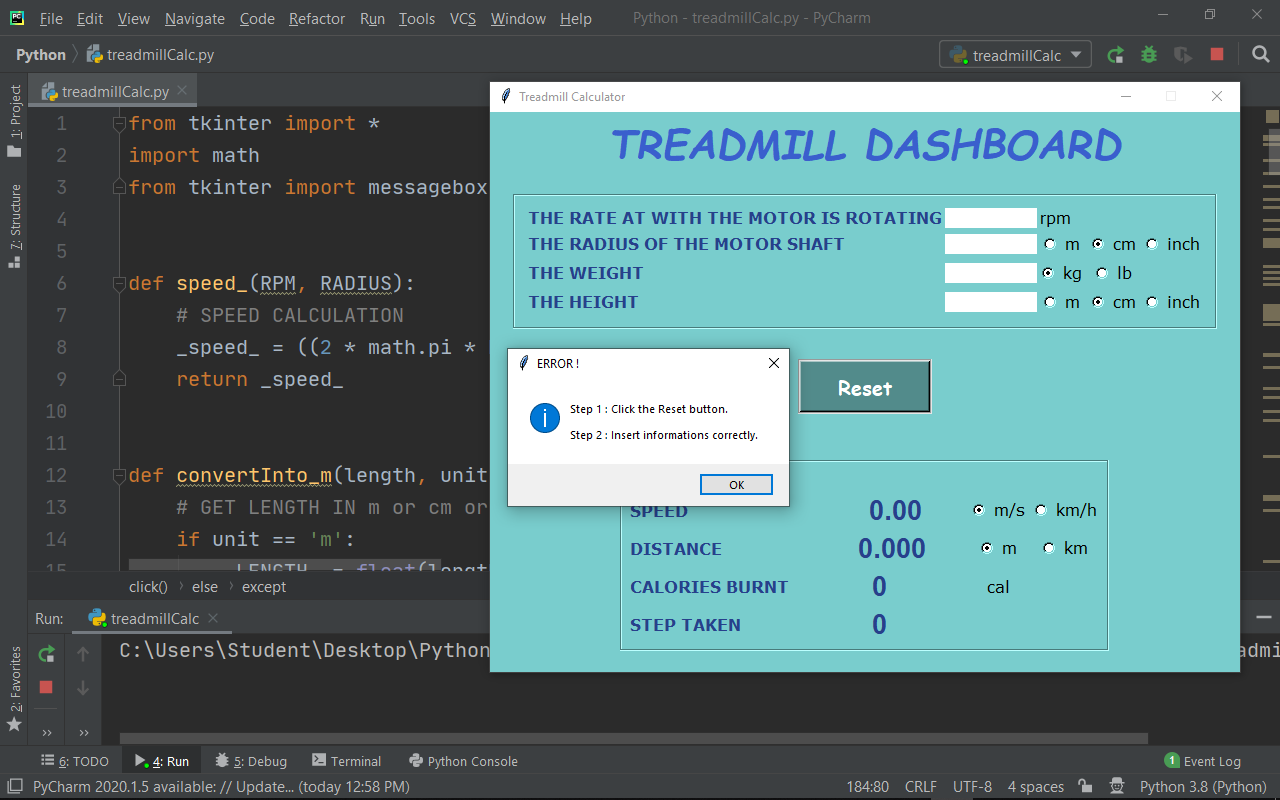 File Edit View Navigate Code Refactor Run Tools VCS Window Help Python - treadmillCalc.py - PyCharm
Python treadmillCalc.py treadmillCalc
1: Project
7: Structure
2: Favorites
treadmillCalc.py
1 from tkinter import *
2 import math
3 from tkinter import messagebox
4
5
6 def speed_(RPM, RADIUS):
7 # SPEED CALCULATION
8 _speed_ = ((2 * math.pi *
9 return _speed_
10
11
12 def convertInto_m(length, unit
13 # GET LENGTH IN m or cm or
14 if unit == 'm':
15 LENGTH = float(lengt
click() else except
Treadmill Calculator
TREADMILL DASHBOARD
THE RATE AT WITH THE MOTOR IS ROTATING rpm
THE RADIUS OF THE MOTOR SHAFT m cm inch
THE WEIGHT kg lb
THE HEIGHT m cm inch
Reset
ERROR !
Step 1 : Click the Reset button.
Step 2 : Insert informations correctly.
OK
SPEED 0.00 m/s km/h
DISTANCE 0.000 m km
CALORIES BURNT 0 cal
STEP TAKEN 0
Run: treadmillCalc
C:\Users\Student\Desktop\Python admi
6: TODO 4: Run 5: Debug Terminal Python Console 1 Event Log
PyCharm 2020.1.5 available: // Update... (today 12:58 PM) 184:80 CRLF UTF-8 4 spaces Python 3.8 (Python)